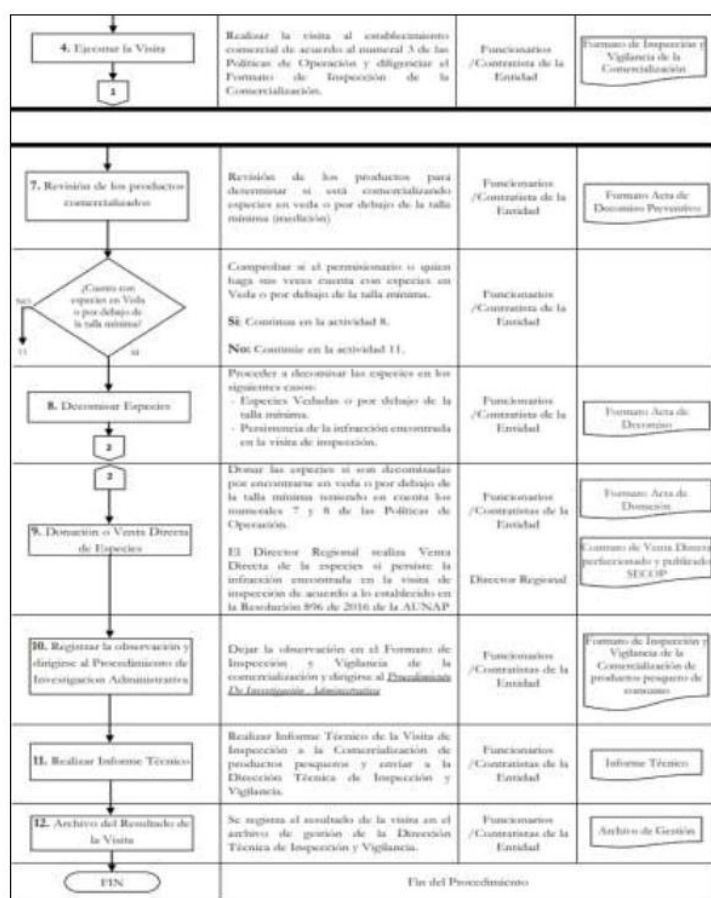 4. Ejecutar la Visita
1
Realizar la visita al establecimiento
comercial de acuerdo al numeral 3 de las
Políticas de Operación y diligenciar el
Formato de Inspección de la
Comercialización.
Funcionarios
/Contratista de la
Entidad
Formato de Inspección y
Vigilancia de la
Comercialización
7. Revisión de los productos
comercializados
Revisión de los productos para
determinar si está comercializando
especies en veda o por debajo de la talla
mínima (medición)
Funcionarios
/Contratista de la
Entidad
Formato Acta de
Decomiso Preventivo
¿Cuenta con
especies en Veda
o por debajo de
la talla mínima?
NO
11
SI
Comprobar si el permisionario o quien
haga sus veces cuenta con especies en
Veda o por debajo de la talla mínima.
Si: Continua en la actividad 8.
No: Continúe en la actividad 11.
Funcionarios
/Contratista de la
Entidad
8. Decomisar Especies
2
Proceder a decomisar las especies en los
siguientes casos:
- Especies Vedadas o por debajo de la
talla mínima.
- Persistencia de la infracción encontrada
en la visita de inspección.
Funcionarios
/Contratista de la
Entidad
Formato Acta de
Decomiso
2
9. Donación o Venta Directa
de Especies
Donar las especies si son decomisadas
por encontrarse en veda o por debajo de
la talla mínima teniendo en cuenta los
numerales 7 y 8 de las Políticas de
Operación.
El Director Regional realiza Venta
Directa de la especies si persiste la
infracción encontrada en la visita de
inspección de acuerdo a lo establecido en
la Resolución 896 de 2016 de la AUNAP
Funcionarios
/Contratistas de la
Entidad
Director Regional
Formato Acta de
Donación
Contrato de Venta Directa
perfeccionado y publicado
SECOP
10. Registrar la observación y
dirigirse al Procedimiento de
Investigacion Administrativa
Dejar la observación en el Formato de
Inspección y Vigilancia de la
comercialización y dirigirse al Procedimiento
De Investigación Administrativa
Funcionarios
/Contratistas de la
Entidad
Formato de Inspección y
Vigilancia de la
Comercialización de
productos pesquero de
consumo
11. Realizar Informe Técnico
Realizar Informe Técnico de la Visita de
Inspección a la Comercialización de
productos pesqueros y enviar a la
Dirección Técnica de Inspección y
Vigilancia.
Funcionarios
/Contratistas de la
Entidad
Informe Técnico
12. Archivo del Resultado de
la Visita
Se registra el resultado de la visita en el
archivo de gestión de la Dirección
Técnica de Inspección y Vigilancia.
Funcionarios
/Contratistas de la
Entidad
Archivo de Gestión
FIN
Fin del Procedimiento